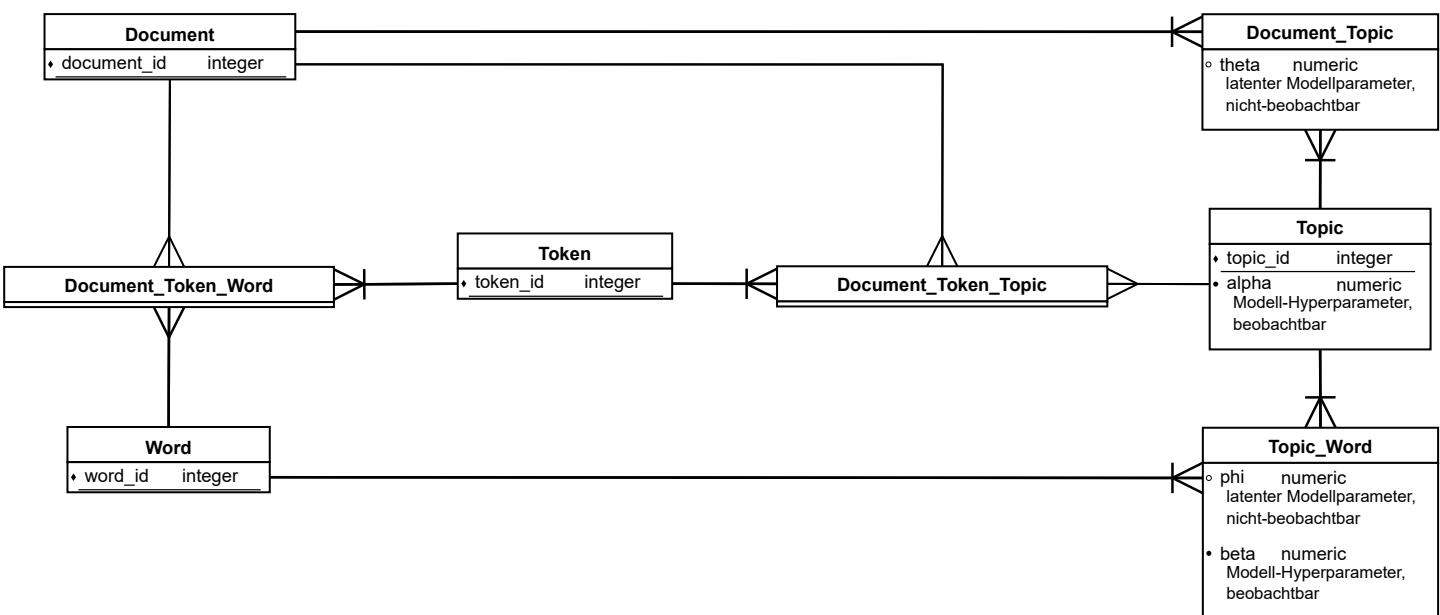 Document
document_id integer
Document_Topic
theta numeric
latenter Modellparameter,
nicht-beobachtbar
Document_Token_Word
Token
token_id integer
Document_Token_Topic
Topic
topic_id integer
alpha numeric
Modell-Hyperparameter,
beobachtbar
Word
word_id integer
Topic_Word
phi numeric
latenter Modellparameter,
nicht-beobachtbar
beta numeric
Modell-Hyperparameter,
beobachtbar